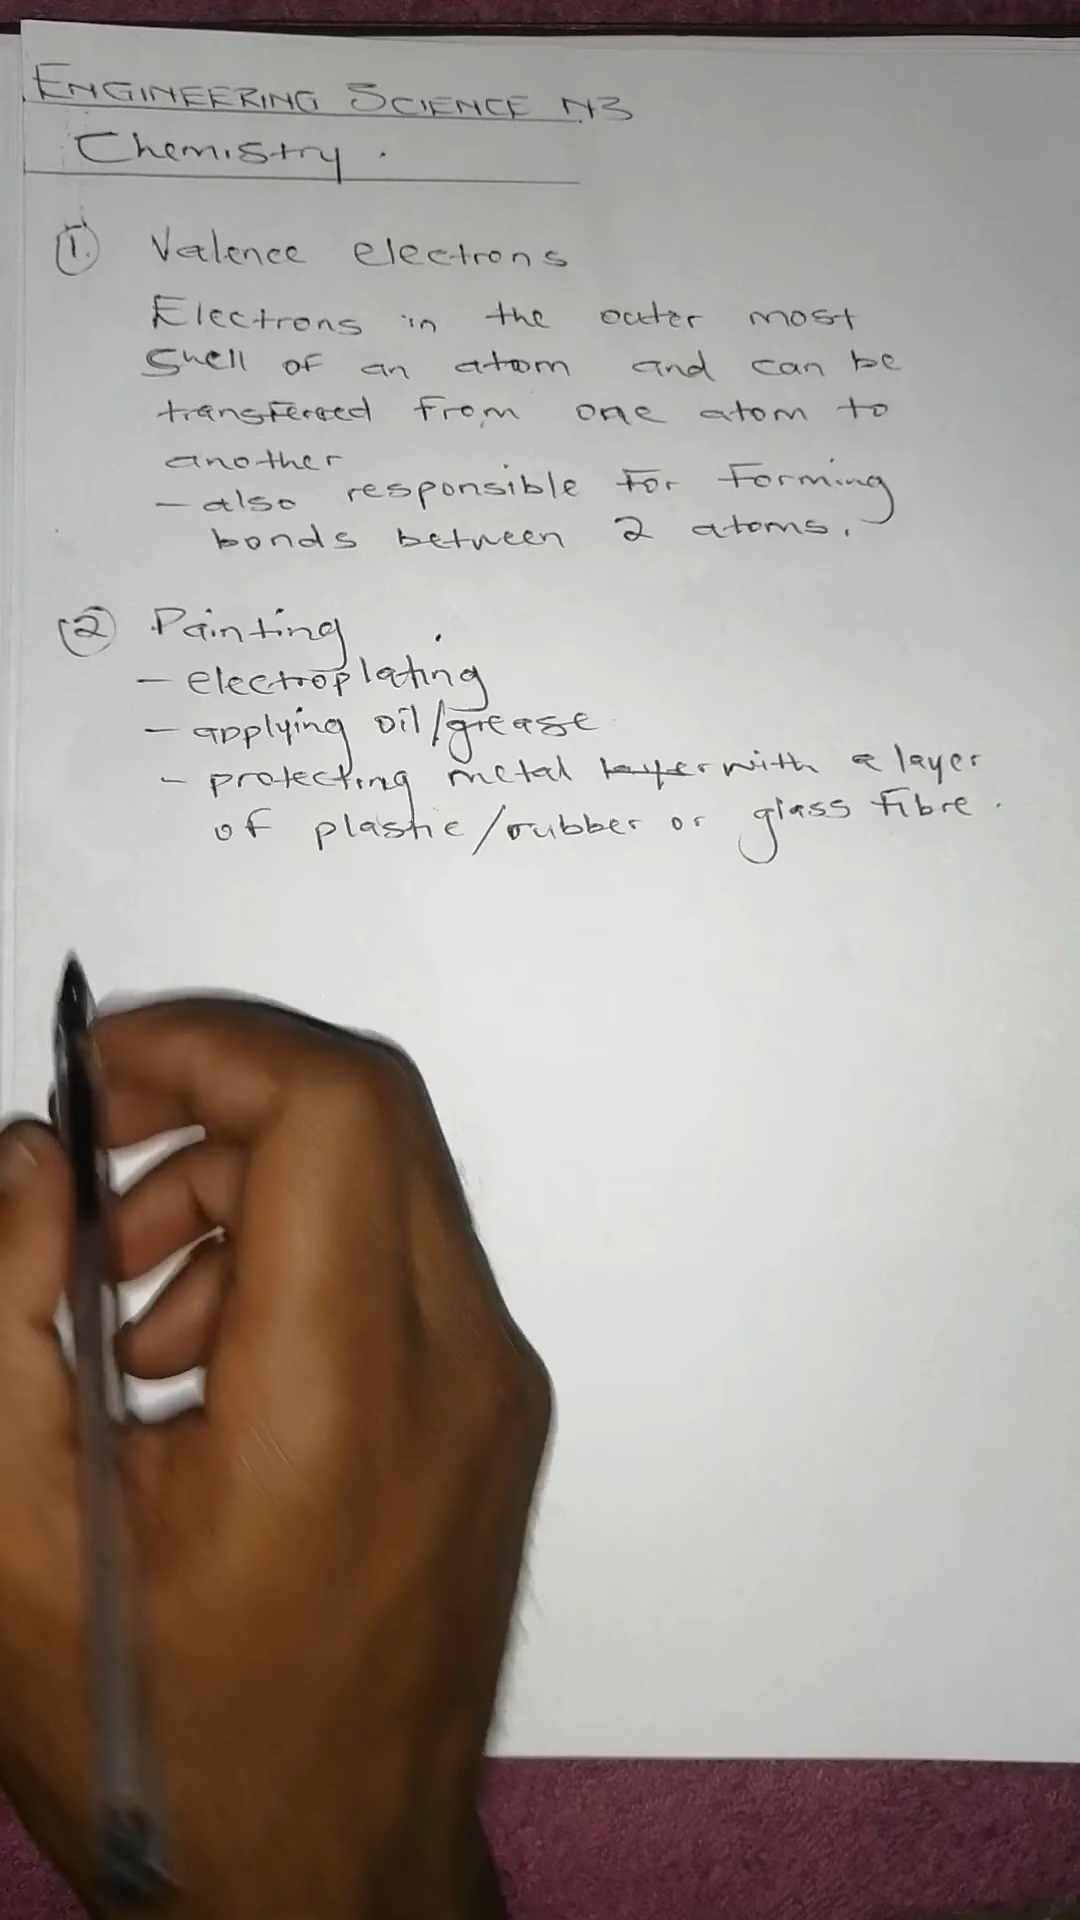 ENGINEERING SCIENCE N3
Chemistry.
1. Valence electrons
Electrons in the outer most
shell of an atom and can be
transfered from one atom to
another
- also responsible for forming
bonds between 2 atoms.
2 Painting
- electroplating
- applying oil/grease
- protecting metal layer with a layer
of plastic/rubber or glass fibre.